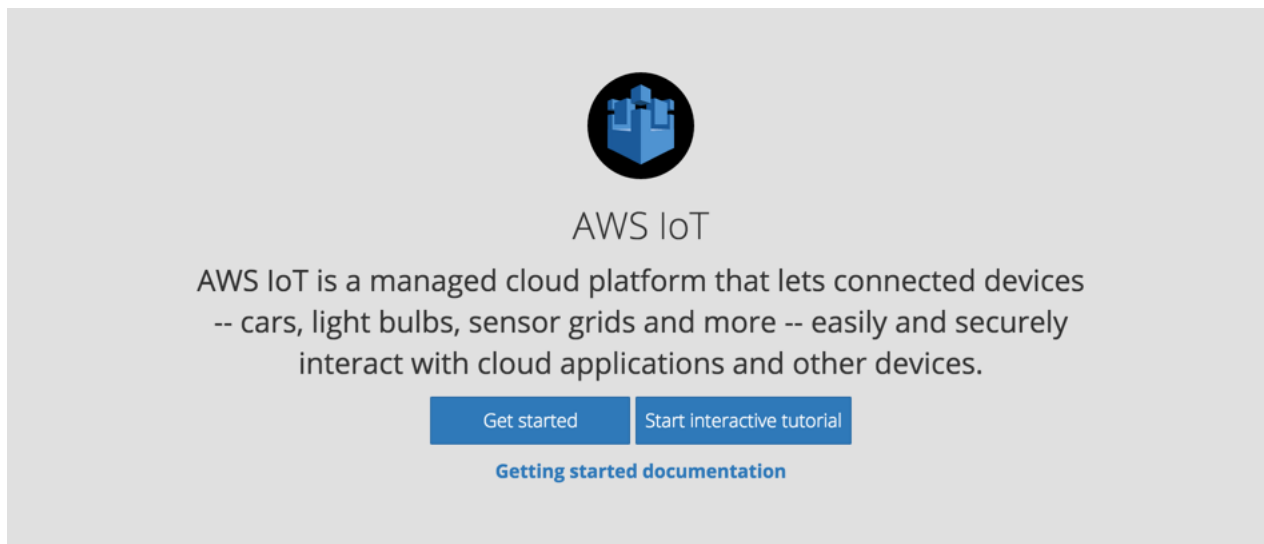 AWS IoT
AWS IoT is a managed cloud platform that lets connected devices
-- cars, light bulbs, sensor grids and more -- easily and securely
interact with cloud applications and other devices.
Get started
Start interactive tutorial
Getting started documentation